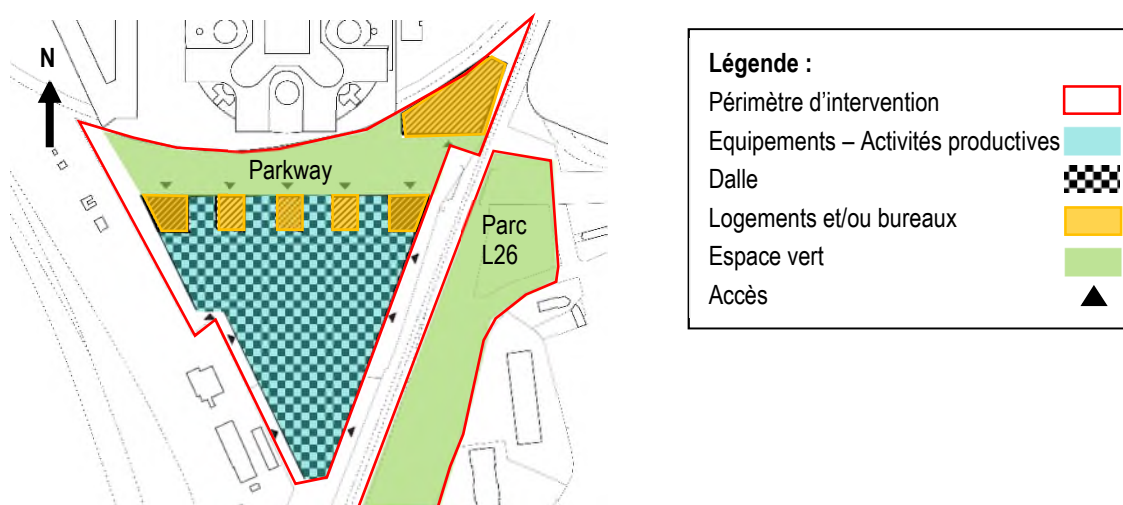 N
Parkway
Parc
L26
Légende :
Périmètre d'intervention
Equipements – Activités productives
Dalle
Logements et/ou bureaux
Espace vert
Accès